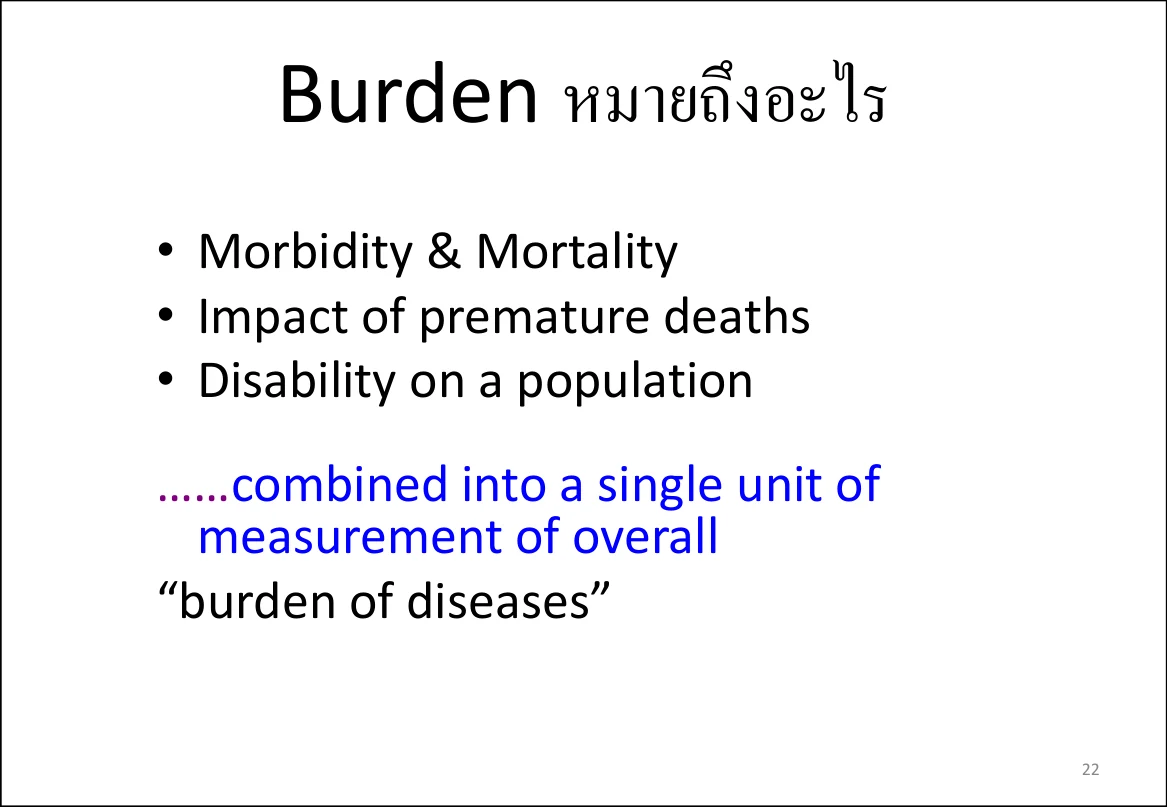 Burden หมายถึงอะไร
• Morbidity & Mortality
• Impact of premature deaths
• Disability on a population
……combined into a single unit of
measurement of overall
“burden of diseases”
22